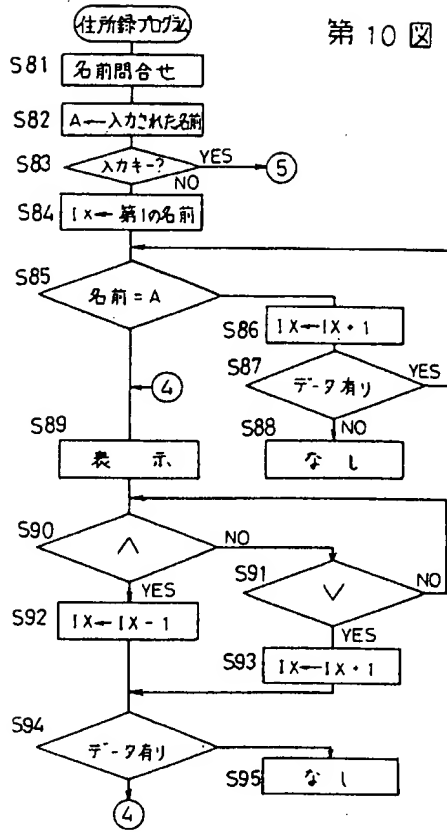 第10図
住所録プログラム
S81 名前問合せ
S82 A←入力された名前
S83 入力キー? YES ⑤
NO
S84 IX←第1の名前
S85 名前=A
S86 IX←IX+1
S87 データ有り YES
NO
S88 なし
④
S89 表示
S90 ∧ NO
YES
S91 ∨ NO
YES
S92 IX←IX-1
S93 IX←IX+1
S94 データ有り
S95 なし
④